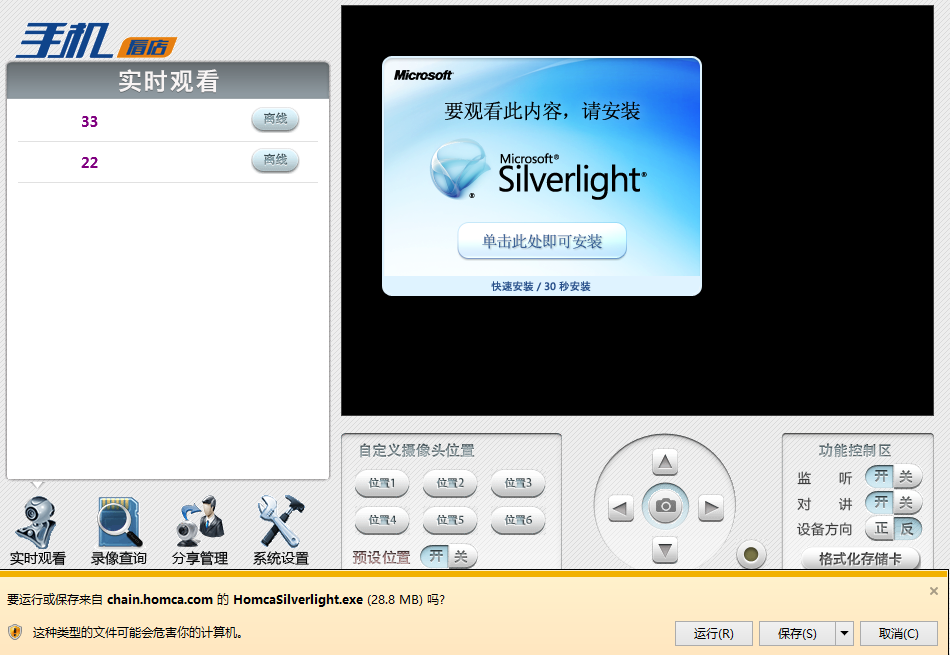 手机看店
实时观看
33 离线
22 离线
Microsoft
要观看此内容，请安装
Microsoft®
Silverlight®
单击此处即可安装
快速安装 / 30 秒安装
实时观看 录像查询 分享管理 系统设置
自定义摄像头位置
位置1 位置2 位置3
位置4 位置5 位置6
预设位置 开 关
功能控制区
监 听 开 关
对 讲 开 关
设备方向 正 反
格式化存储卡
要运行或保存来自 chain.homca.com 的 HomcaSilverlight.exe (28.8 MB) 吗?
这种类型的文件可能会危害你的计算机。
运行(R) 保存(S) 取消(C)